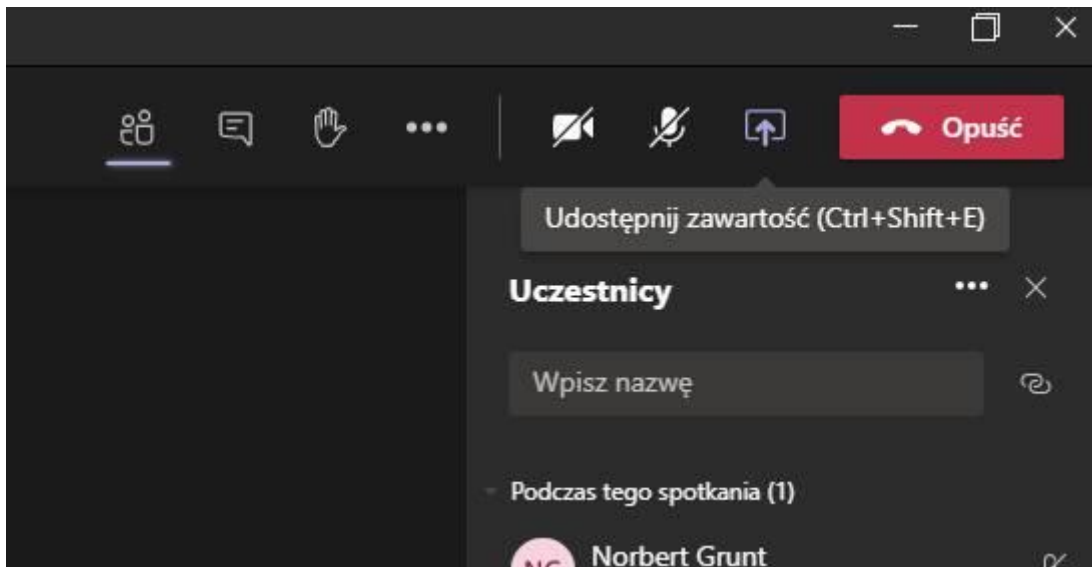 Opuść
Udostępnij zawartość (Ctrl+Shift+E)
Uczestnicy
Wpisz nazwę
Podczas tego spotkania (1)
NG
Norbert Grunt